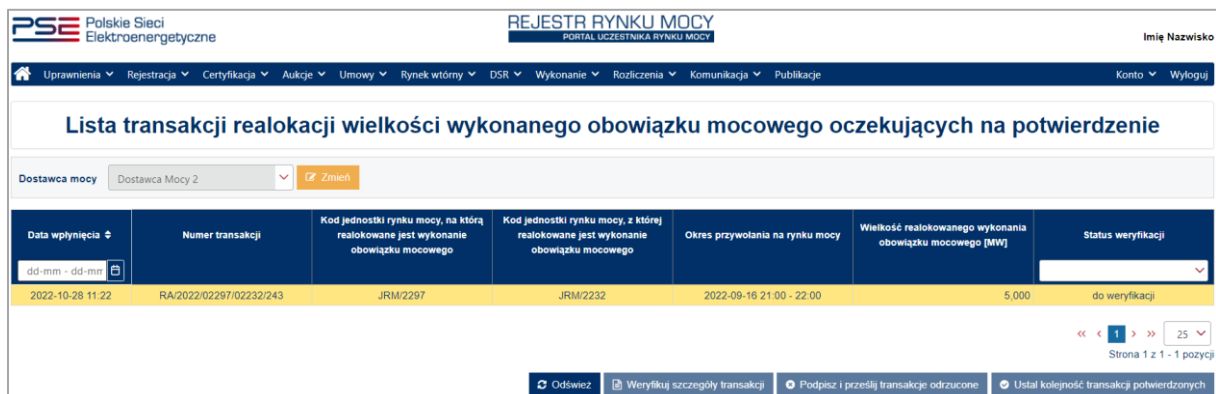 PSE Polskie Sieci Elektroenergetyczne
REJESTR RYNKU MOCY
PORTAL UCZESTNIKA RYNKU MOCY
Imię Nazwisko
Uprawnienia Rejestracja Certyfikacja Aukcje Umowy Rynek wtórny DSR Wykonanie Rozliczenia Komunikacja Publikacje Konto Wyloguj
Lista transakcji realokacji wielkości wykonanego obowiązku mocowego oczekujących na potwierdzenie
Dostawca mocy Dostawca Mocy 2 Zmień
Data wpłynięcia
Numer transakcji
Kod jednostki rynku mocy, na którą realokowane jest wykonanie obowiązku mocowego
Kod jednostki rynku mocy, z której realokowane jest wykonanie obowiązku mocowego
Okres przywołania na rynku mocy
Wielkość realokowanego wykonania obowiązku mocowego [MW]
Status weryfikacji
dd-mm - dd-mm
2022-10-28 11:22 RA/2022/02297/02232/243 JRM/2297 JRM/2232 2022-09-16 21:00 - 22:00 5,000 do weryfikacji
« ‹ 1 › » 25
Strona 1 z 1 - 1 pozycji
Odśwież Weryfikuj szczegóły transakcji Podpisz i prześlij transakcje odrzucone Ustal kolejność transakcji potwierdzonych